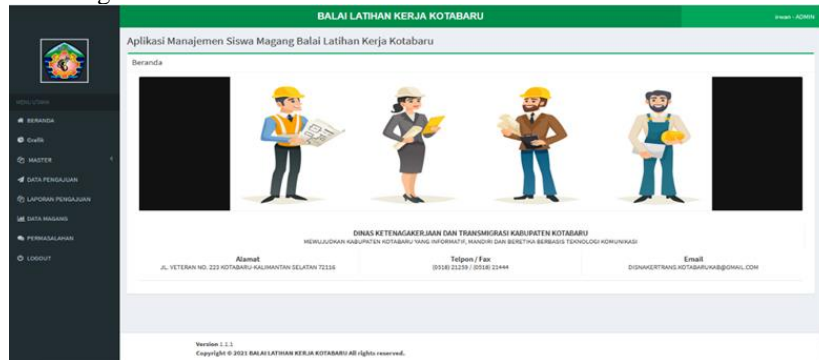 BALAI LATIHAN KERJA KOTABARU
irwan - ADMIN
Aplikasi Manajemen Siswa Magang Balai Latihan Kerja Kotabaru
Beranda
MENU UTAMA
BERANDA
Grafik
MASTER
DATA PENGAJUAN
LAPORAN PENGAJUAN
DATA MAGANG
PERMASALAHAN
LOGOUT
DINAS KETENAGAKERJAAN DAN TRANSMIGRASI KABUPATEN KOTABARU
MEWUJUDKAN KABUPATEN KOTABARU YANG INFORMATIF, MANDIRI DAN BERETIKA BERBASIS TEKNOLOGI KOMUNIKASI
Alamat
JL. VETERAN NO. 223 KOTABARU-KALIMANTAN SELATAN 72116
Telpon / Fax
(0518) 21259 / (0518) 21444
Email
DISNAKERTRANS.KOTABARUKAB@GMAIL.COM
Version 1.1.1
Copyright © 2021 BALAI LATIHAN KERJA KOTABARU All rights reserved.